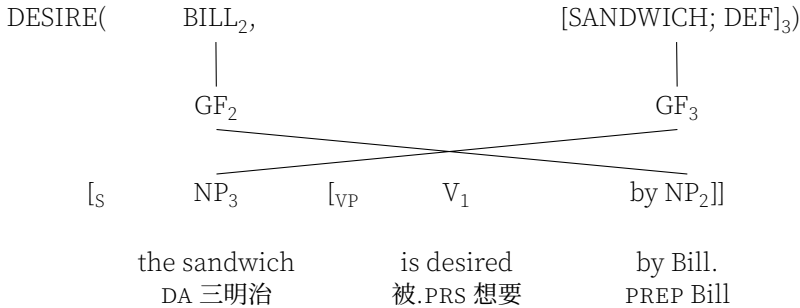 DESIRE( BILL₂, [SANDWICH; DEF]₃)
GF₂ GF₃
[S NP₃ [VP V₁ by NP₂]]
the sandwich is desired by Bill.
DA 三明治 被.PRS 想要 PREP Bill